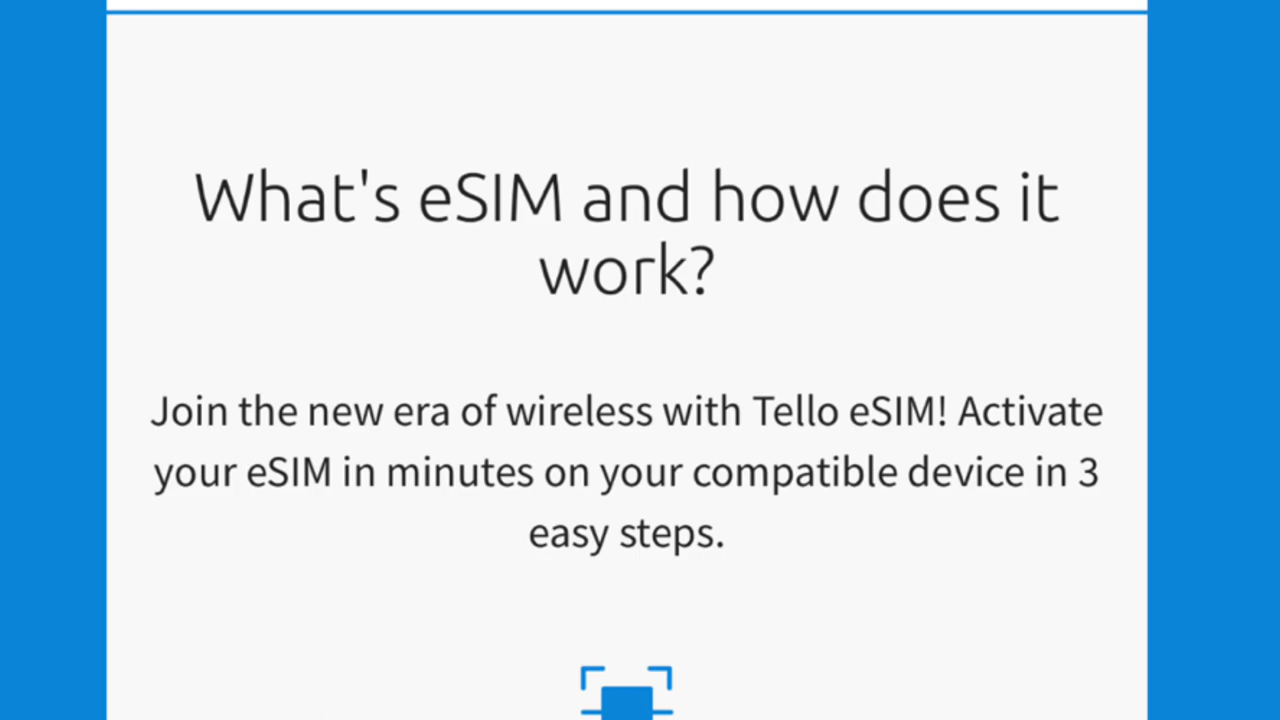 What's eSIM and how does it
work?
Join the new era of wireless with Tello eSIM! Activate
your eSIM in minutes on your compatible device in 3
easy steps.